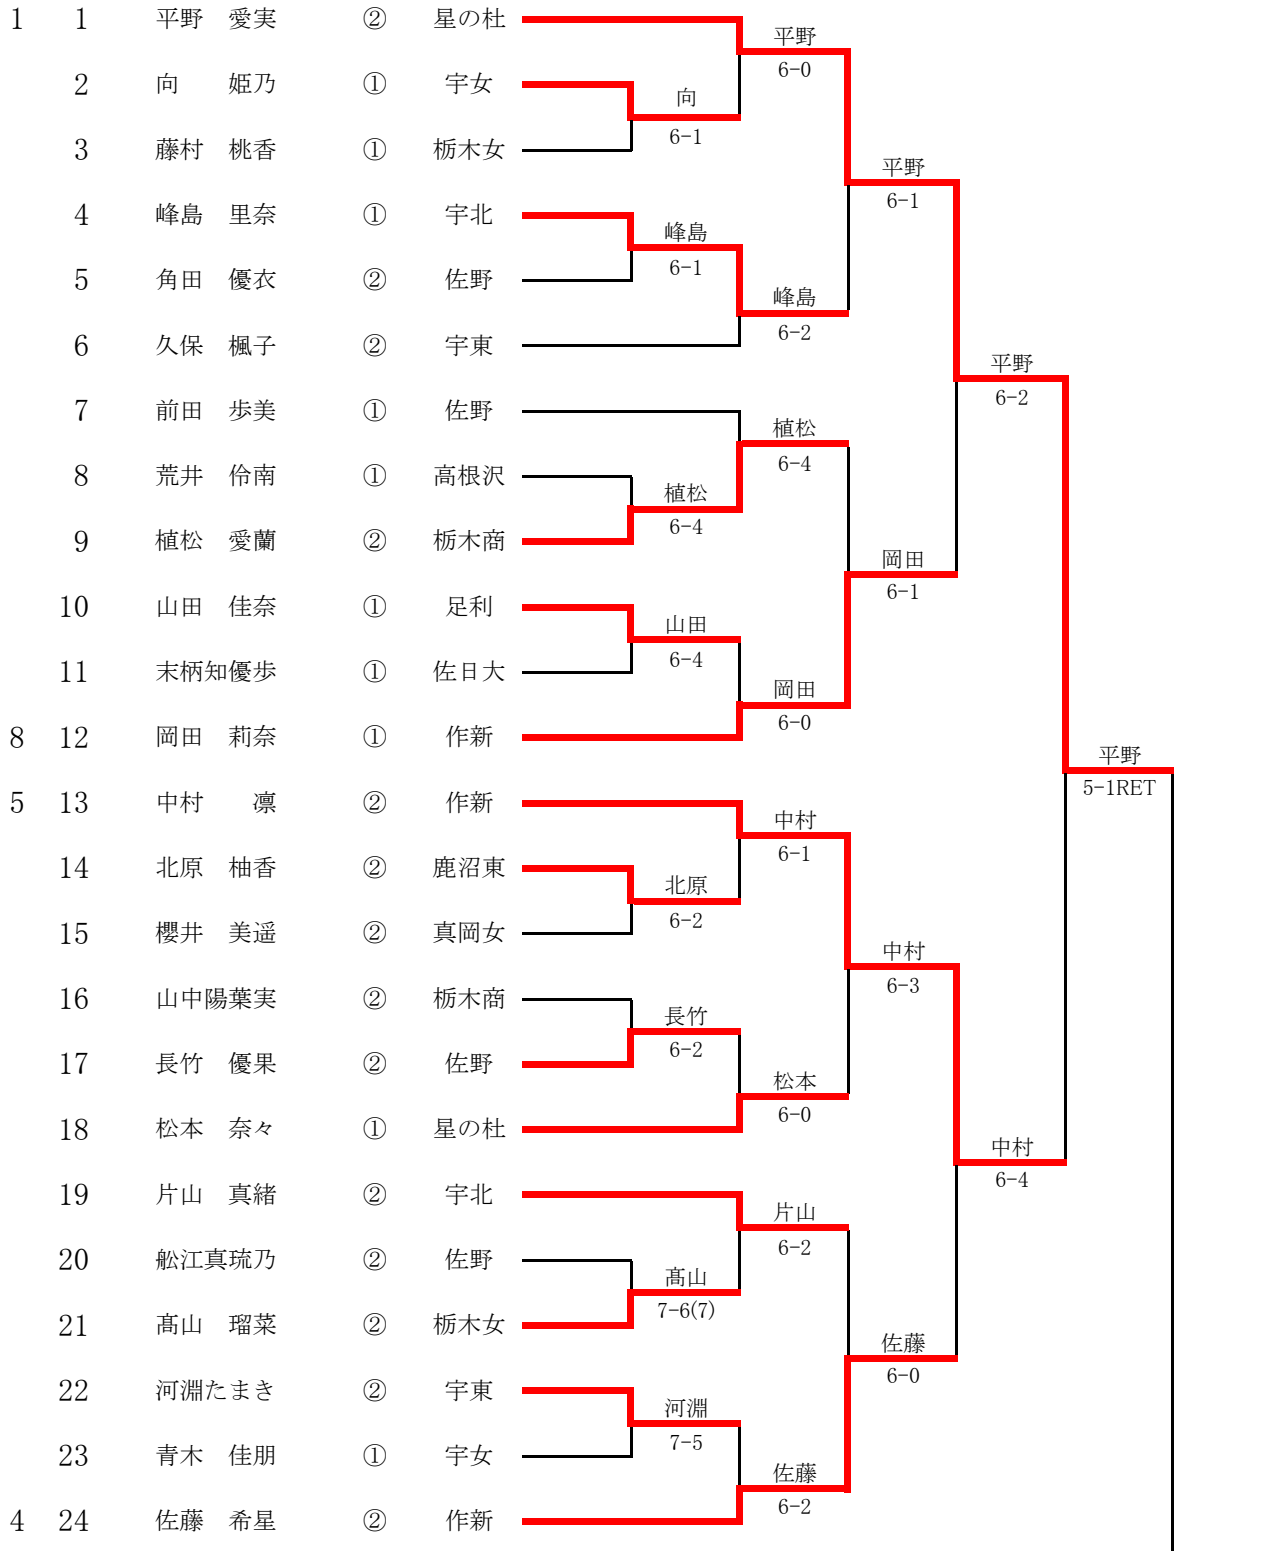 1 1 平野 愛実 ② 星の杜
平野
6-0
2 向 姫乃 ① 宇女
向
6-1
3 藤村 桃香 ① 栃木女
平野
6-1
4 峰島 里奈 ① 宇北
峰島
6-1
5 角田 優衣 ② 佐野
峰島
6-2
6 久保 楓子 ② 宇東
平野
6-2
7 前田 歩美 ① 佐野
植松
6-4
8 荒井 伶南 ① 高根沢
植松
6-4
9 植松 愛蘭 ② 栃木商
岡田
6-1
10 山田 佳奈 ① 足利
山田
6-4
11 末柄知優歩 ① 佐日大
岡田
6-0
8 12 岡田 莉奈 ① 作新
平野
5-1RET
5 13 中村 凛 ② 作新
中村
6-1
14 北原 柚香 ② 鹿沼東
北原
6-2
15 櫻井 美遥 ② 真岡女
中村
6-3
16 山中陽葉実 ② 栃木商
長竹
6-2
17 長竹 優果 ② 佐野
松本
6-0
18 松本 奈々 ① 星の杜
中村
6-4
19 片山 真緒 ② 宇北
片山
6-2
20 舩江真琉乃 ② 佐野
髙山
7-6(7)
21 髙山 瑠菜 ② 栃木女
佐藤
6-0
22 河淵たまき ② 宇東
河淵
7-5
23 青木 佳朋 ① 宇女
佐藤
6-2
4 24 佐藤 希星 ② 作新